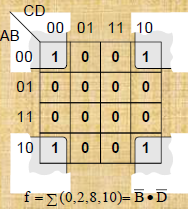 CD
AB
00 01 11 10
00 1 0 0 1
01 0 0 0 0
11 0 0 0 0
10 1 0 0 1
f = ∑(0,2,8,10)= B̅ • D̅